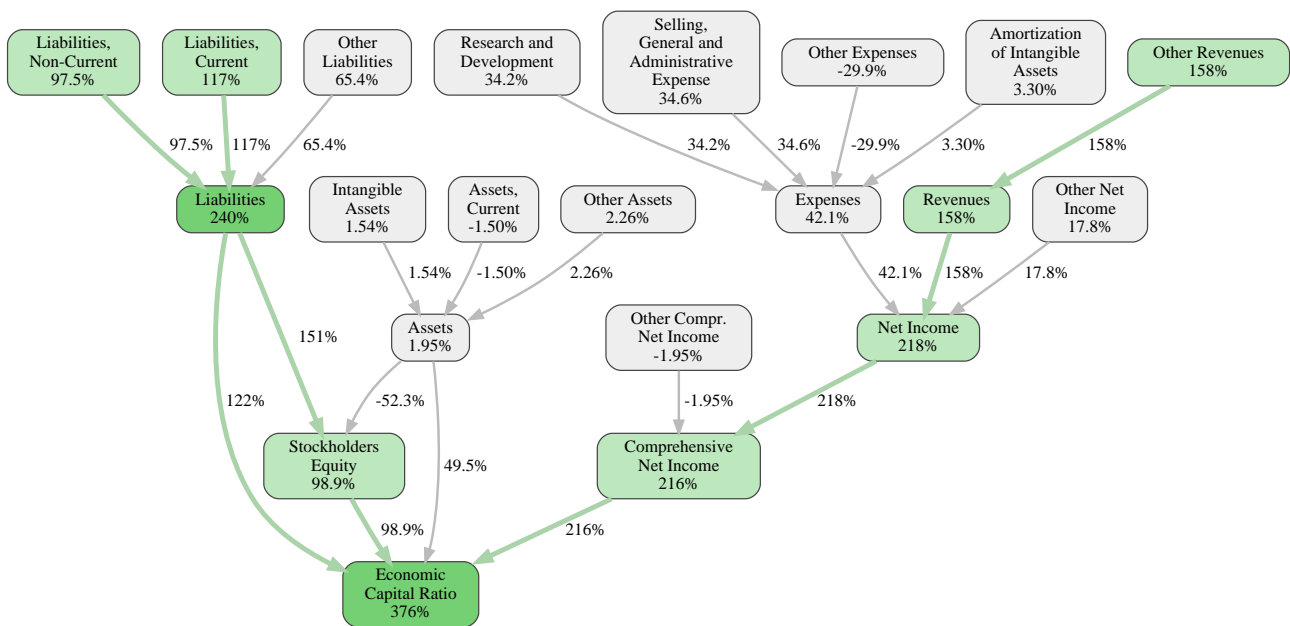 Liabilities,
Non-Current
97.5%
Liabilities,
Current
117%
Other
Liabilities
65.4%
Research and
Development
34.2%
Selling,
General and
Administrative
Expense
34.6%
Other Expenses
-29.9%
Amortization
of Intangible
Assets
3.30%
Other Revenues
158%
97.5%
117%
65.4%
34.2%
34.6%
-29.9%
3.30%
158%
Liabilities
240%
Intangible
Assets
1.54%
Assets,
Current
-1.50%
Other Assets
2.26%
Expenses
42.1%
Revenues
158%
Other Net
Income
17.8%
1.54%
-1.50%
2.26%
42.1%
158%
17.8%
Assets
1.95%
Other Compr.
Net Income
-1.95%
Net Income
218%
151%
122%
-52.3%
49.5%
-1.95%
218%
Stockholders
Equity
98.9%
Comprehensive
Net Income
216%
98.9%
216%
Economic
Capital Ratio
376%